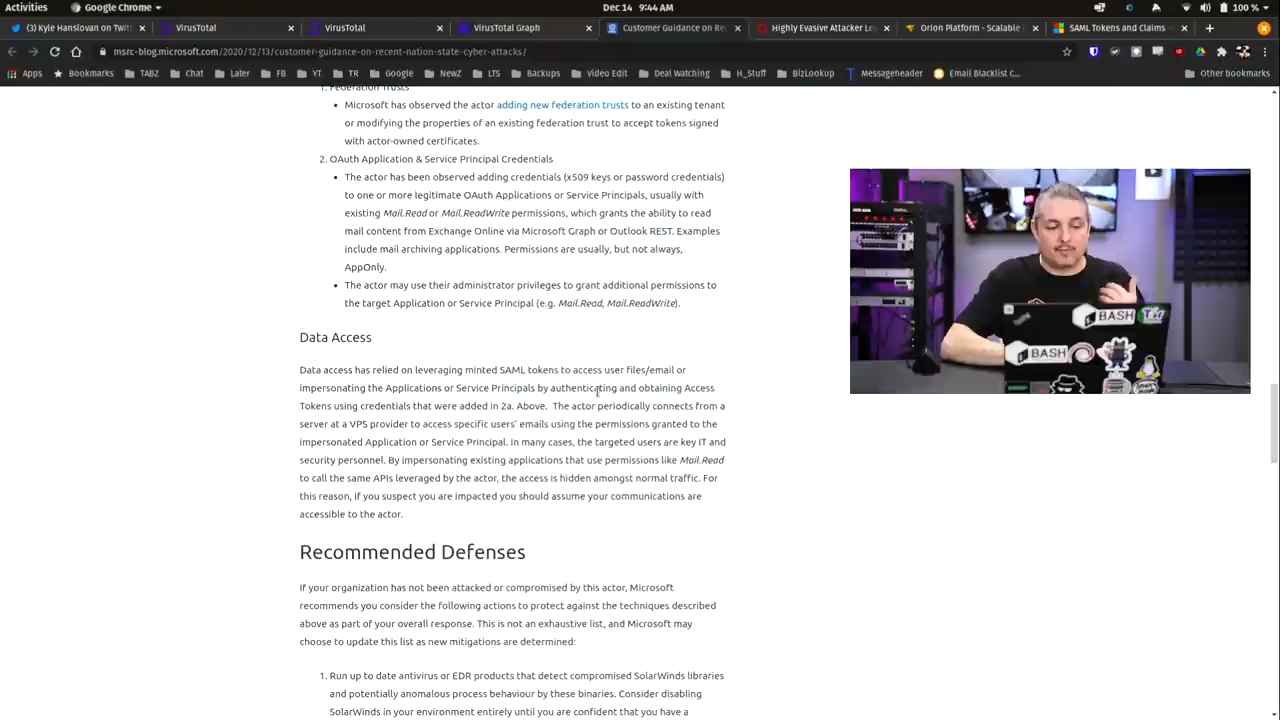 Activities
Google Chrome
Dec 14 9:44 AM
100 %
(3) Kyle Hanslovan on Twitt
VirusTotal
VirusTotal
VirusTotal Graph
Customer Guidance on Re
Highly Evasive Attacker Le
Orion Platform - Scalable
SAML Tokens and Claims
msrc-blog.microsoft.com/2020/12/13/customer-guidance-on-recent-nation-state-cyber-attacks/
Apps Bookmarks TABZ Chat Later FB YT TR Google NewZ LTS Backups Video Edit Deal Watching H_Stuff BizLookup Messageheader Email Blacklist C... Other bookmarks
1. Federation Trusts
• Microsoft has observed the actor adding new federation trusts to an existing tenant
or modifying the properties of an existing federation trust to accept tokens signed
with actor-owned certificates.
2. OAuth Application & Service Principal Credentials
• The actor has been observed adding credentials (x509 keys or password credentials)
to one or more legitimate OAuth Applications or Service Principals, usually with
existing Mail.Read or Mail.ReadWrite permissions, which grants the ability to read
mail content from Exchange Online via Microsoft Graph or Outlook REST. Examples
include mail archiving applications. Permissions are usually, but not always,
AppOnly.
• The actor may use their administrator privileges to grant additional permissions to
the target Application or Service Principal (e.g. Mail.Read, Mail.ReadWrite).
Data Access
Data access has relied on leveraging minted SAML tokens to access user files/email or
impersonating the Applications or Service Principals by authenticating and obtaining Access
Tokens using credentials that were added in 2a. Above. The actor periodically connects from a
server at a VPS provider to access specific users' emails using the permissions granted to the
impersonated Application or Service Principal. In many cases, the targeted users are key IT and
security personnel. By impersonating existing applications that use permissions like Mail.Read
to call the same APIs leveraged by the actor, the access is hidden amongst normal traffic. For
this reason, if you suspect you are impacted you should assume your communications are
accessible to the actor.
Recommended Defenses
If your organization has not been attacked or compromised by this actor, Microsoft
recommends you consider the following actions to protect against the techniques described
above as part of your overall response. This is not an exhaustive list, and Microsoft may
choose to update this list as new mitigations are determined:
1. Run up to date antivirus or EDR products that detect compromised SolarWinds libraries
and potentially anomalous process behaviour by these binaries. Consider disabling
SolarWinds in your environment entirely until you are confident that you have a
BASH
BASH